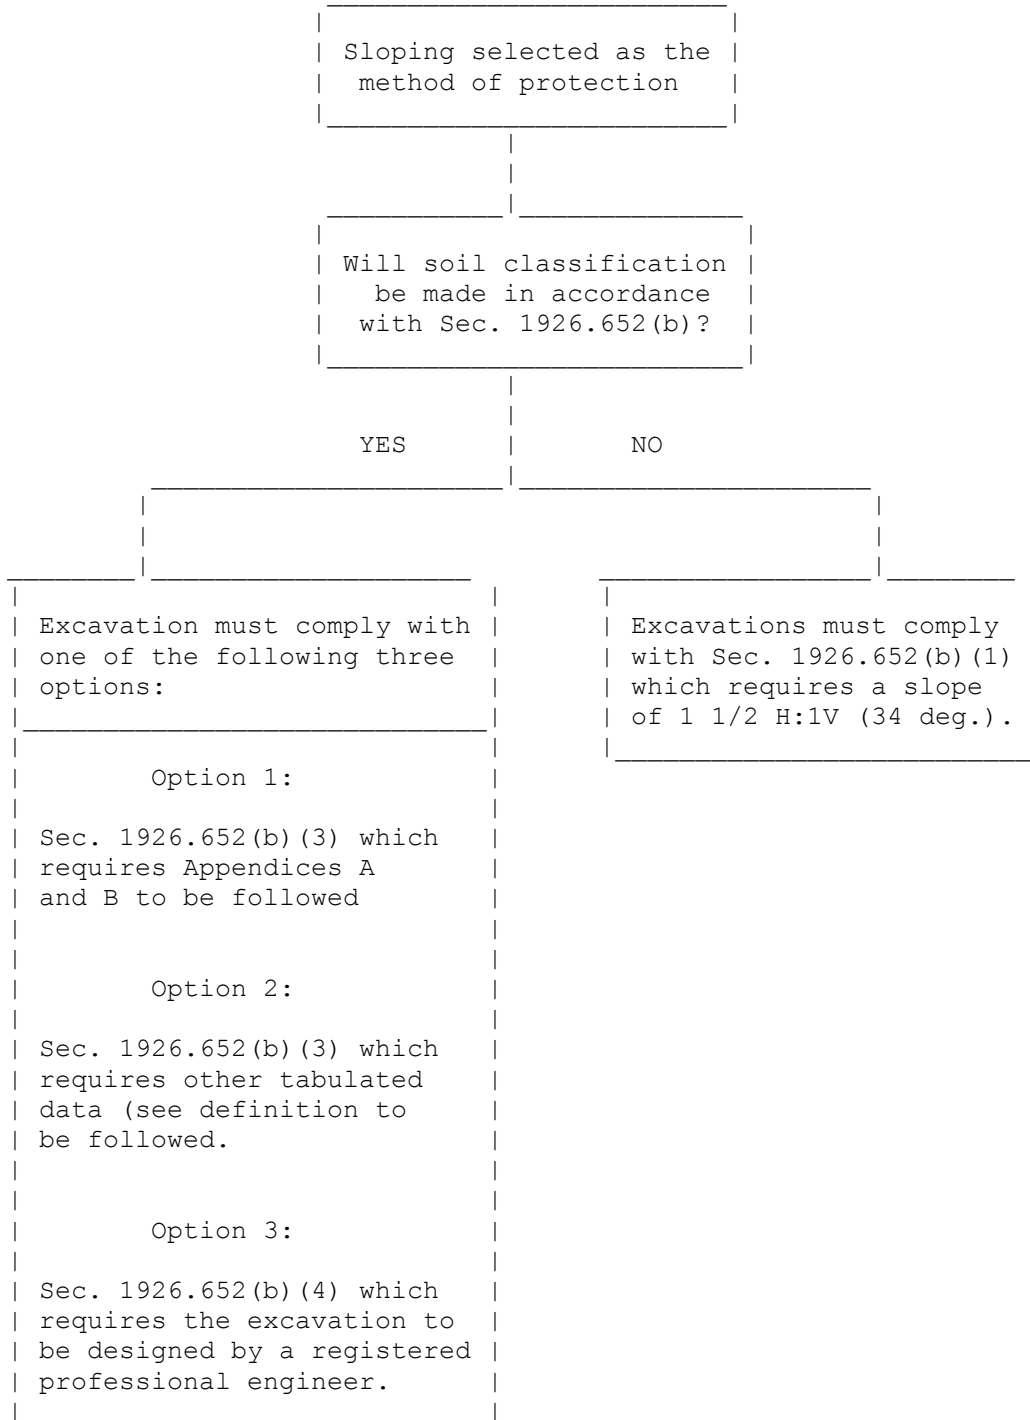 Sloping selected as the
method of protection
Will soil classification
be made in accordance
with Sec. 1926.652(b)?
YES NO
Excavation must comply with
one of the following three
options:
Excavations must comply
with Sec. 1926.652(b)(1)
which requires a slope
of 1 1/2 H:1V (34 deg.).
Option 1:
Sec. 1926.652(b)(3) which
requires Appendices A
and B to be followed
Option 2:
Sec. 1926.652(b)(3) which
requires other tabulated
data (see definition to
be followed.
Option 3:
Sec. 1926.652(b)(4) which
requires the excavation to
be designed by a registered
professional engineer.